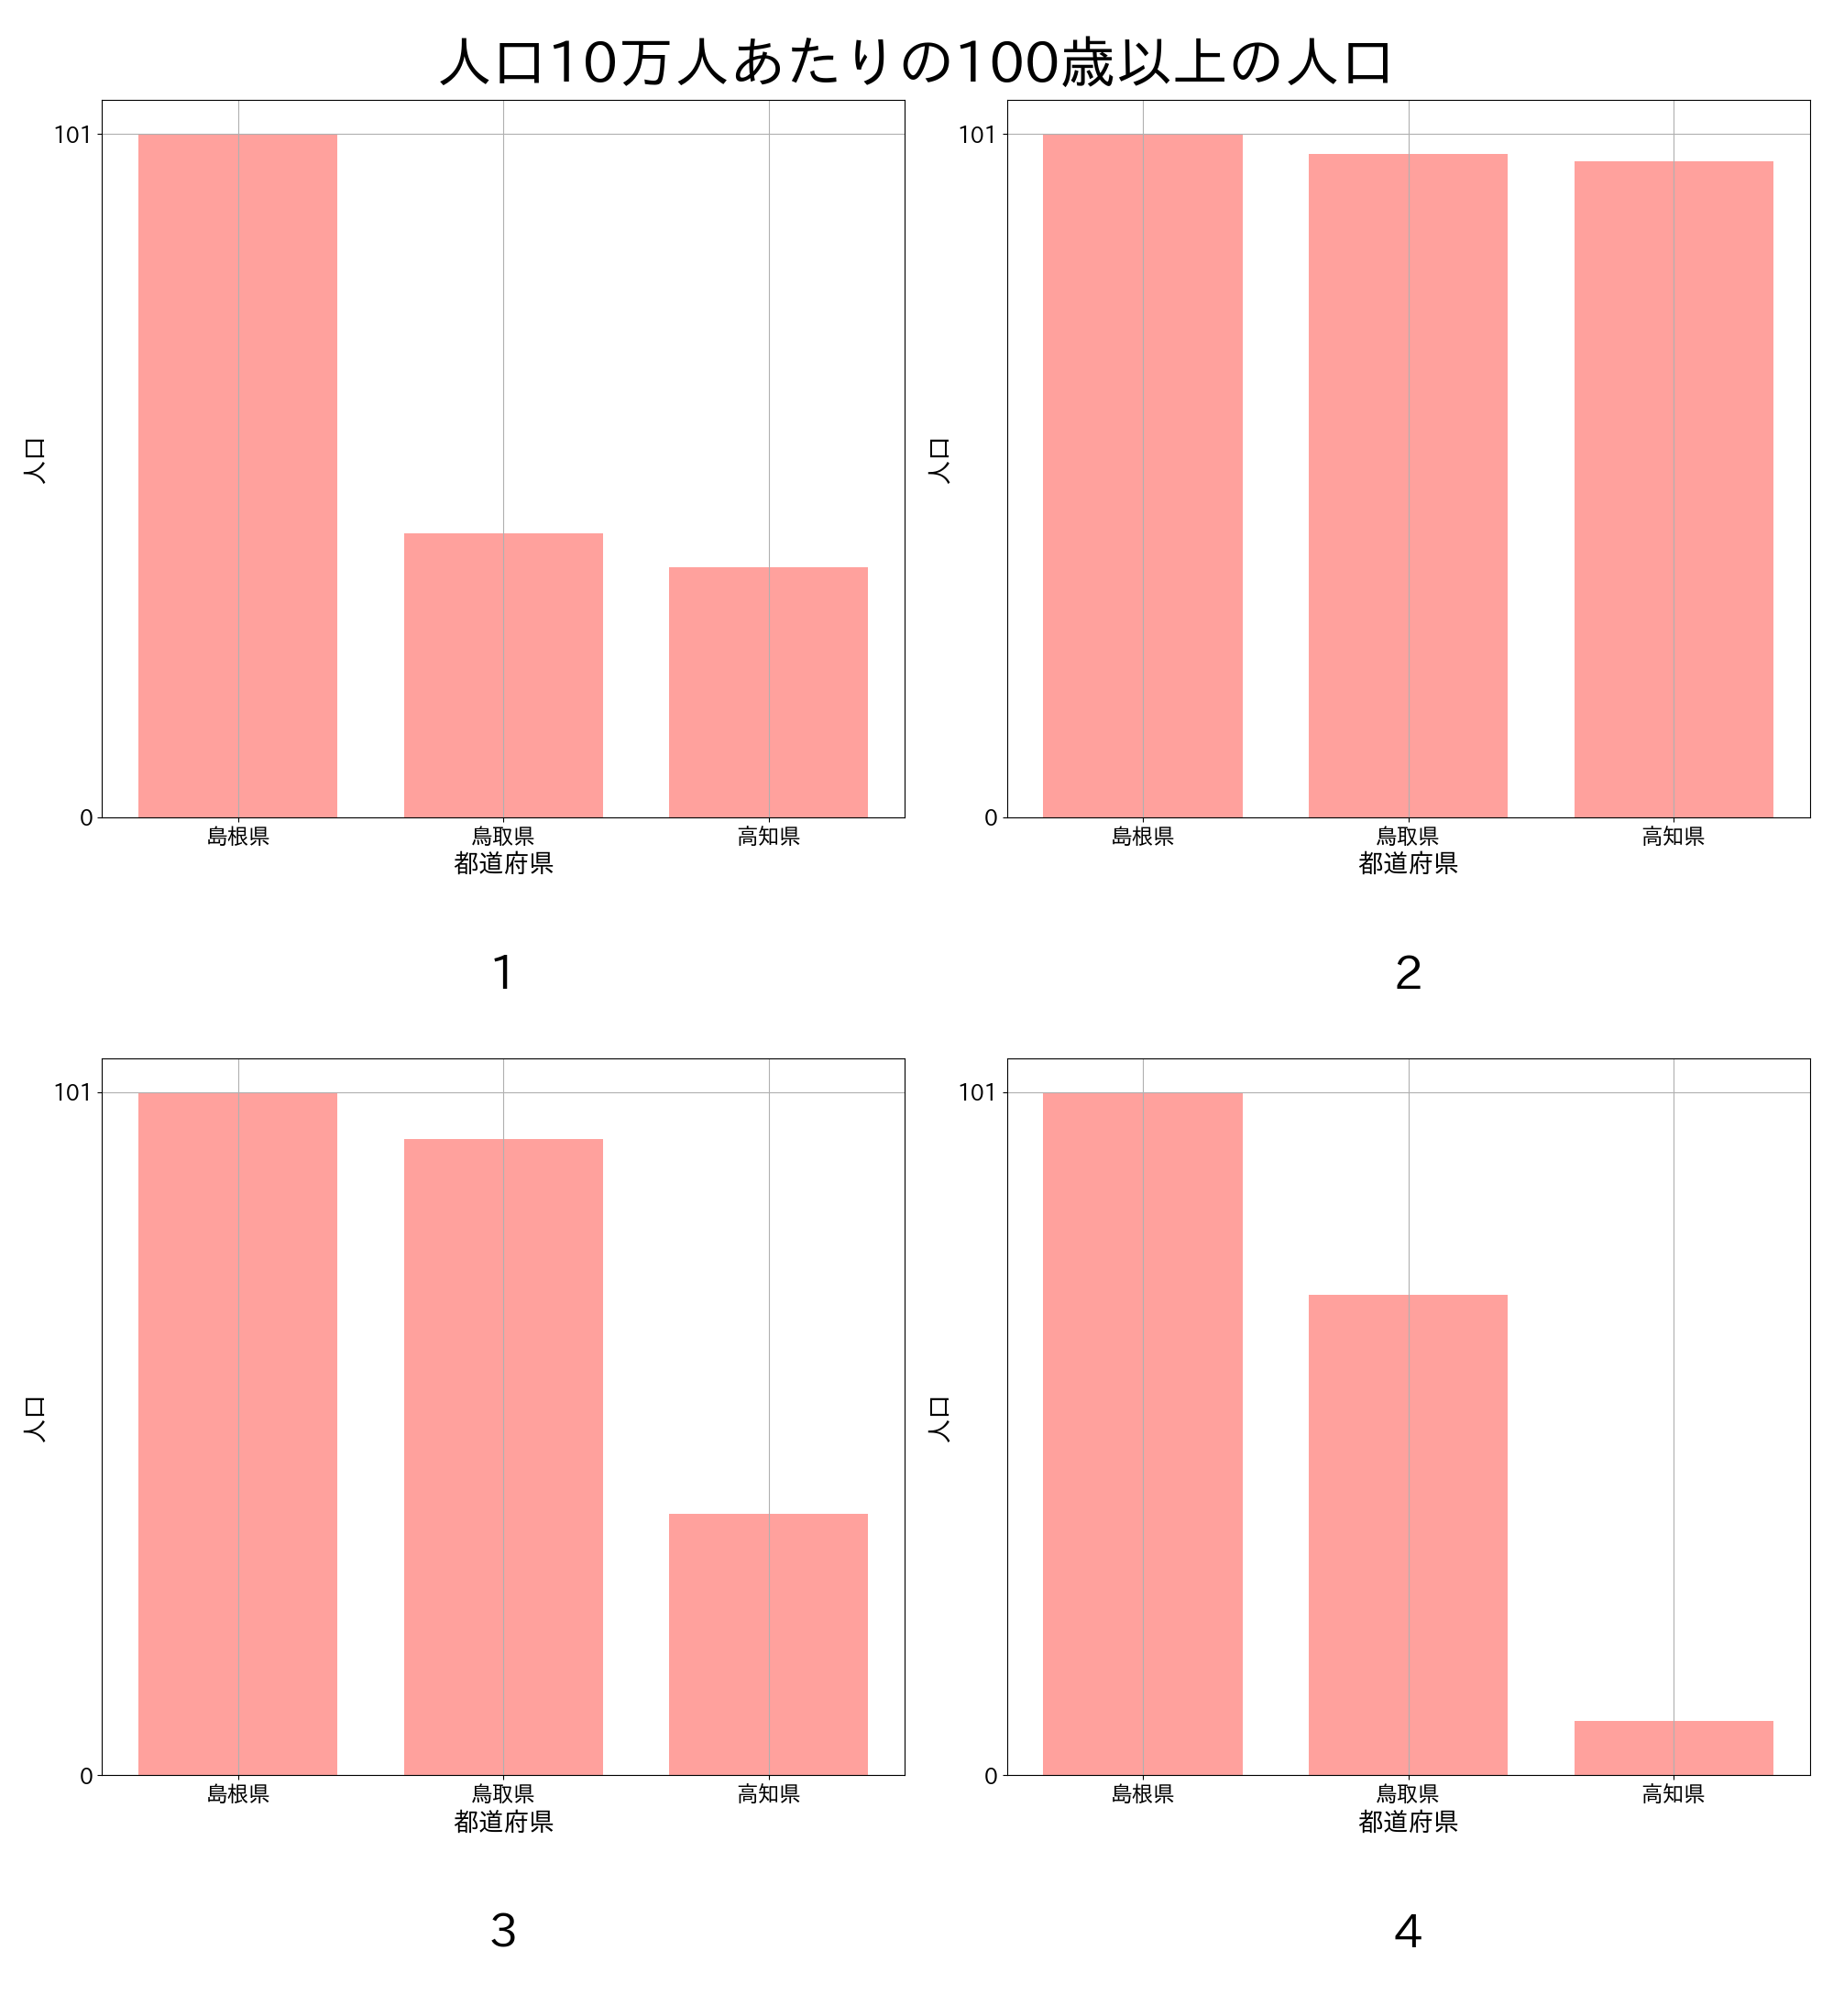 人口10万人あたりの100歳以上の人口
101
人口
0
島根県 鳥取県 高知県
都道府県
1
101
人口
0
島根県 鳥取県 高知県
都道府県
2
101
人口
0
島根県 鳥取県 高知県
都道府県
3
101
人口
0
島根県 鳥取県 高知県
都道府県
4